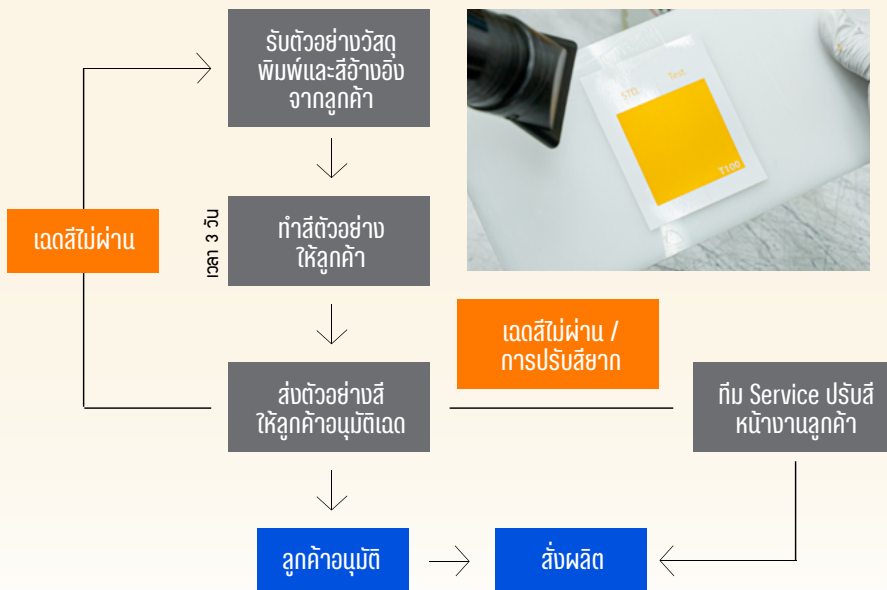 รับตัวอย่างวัสดุ
พิมพ์และสีอ้างอิง
จากลูกค้า
STD.
Test.
T100
เฉดสีไม่ผ่าน
เวลา 3 วัน
ทำสีตัวอย่าง
ให้ลูกค้า
เฉดสีไม่ผ่าน /
การปรับสียาก
ส่งตัวอย่างสี
ให้ลูกค้าอนุมัติเฉด
ทีม Service ปรับสี
หน้างานลูกค้า
ลูกค้าอนุมัติ
สั่งผลิต